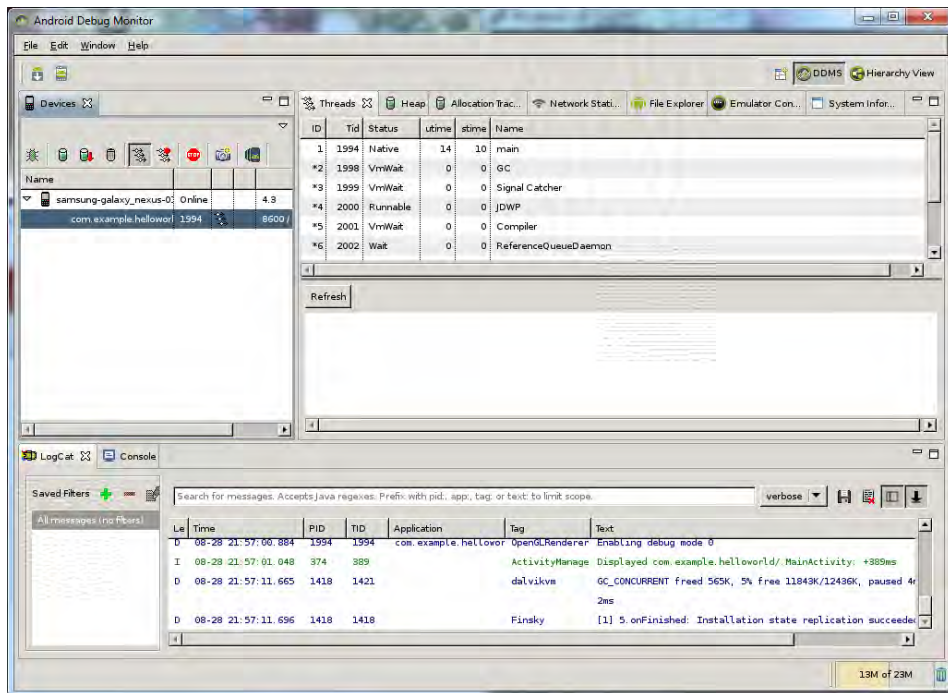 Android Debug Monitor
File Edit Window Help
DDMS Hierarchy View
Devices
Threads Heap Allocation Trac... Network Stati... File Explorer Emulator Con... System Infor...
Name
samsung-galaxy_nexus-0 Online 4.3
com.example.hellowor 1994 8600 /
ID Tid Status utime stime Name
1 1994 Native 14 10 main
*2 1998 VmWait 0 0 GC
*3 1999 VmWait 0 0 Signal Catcher
*4 2000 Runnable 0 0 JDWP
*5 2001 VmWait 0 0 Compiler
*6 2002 Wait 0 0 ReferenceQueueDaemon
Refresh
LogCat Console
Saved Filters
All messages (no filters)
Search for messages. Accepts Java regexes. Prefix with pid:, app:, tag: or text: to limit scope.
verbose
Le Time PID TID Application Tag Text
D 08-28 21:57:00.884 1994 1994 com.example.hellowor OpenGLRenderer Enabling debug mode 0
I 08-28 21:57:01.048 374 389 ActivityManage Displayed com.example.helloworld/.MainActivity: +389ms
D 08-28 21:57:11.665 1418 1421 dalvikvm GC_CONCURRENT freed 565K, 5% free 11843K/12436K, paused 4
2ms
D 08-28 21:57:11.696 1418 1418 Finsky [1] 5.onFinished: Installation state replication succeeded
13M of 23M